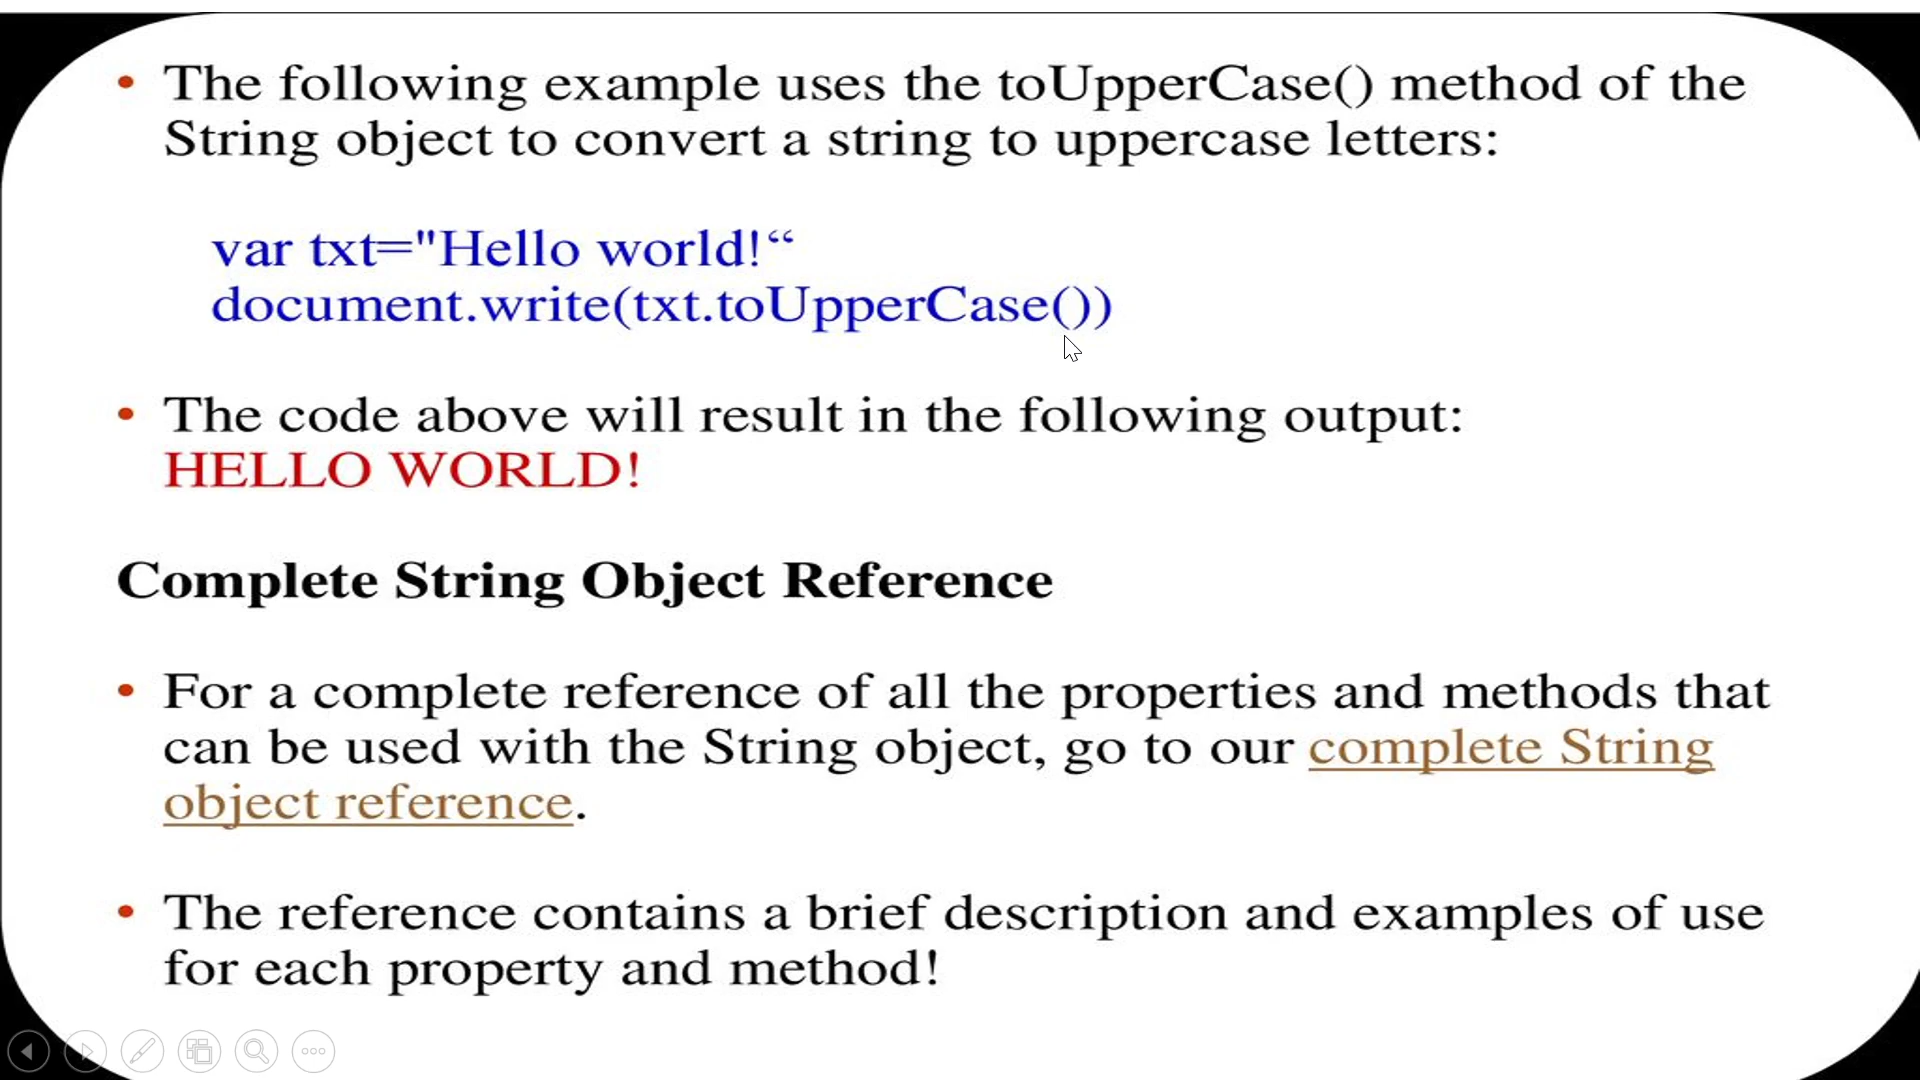 • The following example uses the toUpperCase() method of the
String object to convert a string to uppercase letters:
var txt="Hello world!“
document.write(txt.toUpperCase())
• The code above will result in the following output:
HELLO WORLD!
Complete String Object Reference
• For a complete reference of all the properties and methods that
can be used with the String object, go to our complete String
object reference.
• The reference contains a brief description and examples of use
for each property and method!